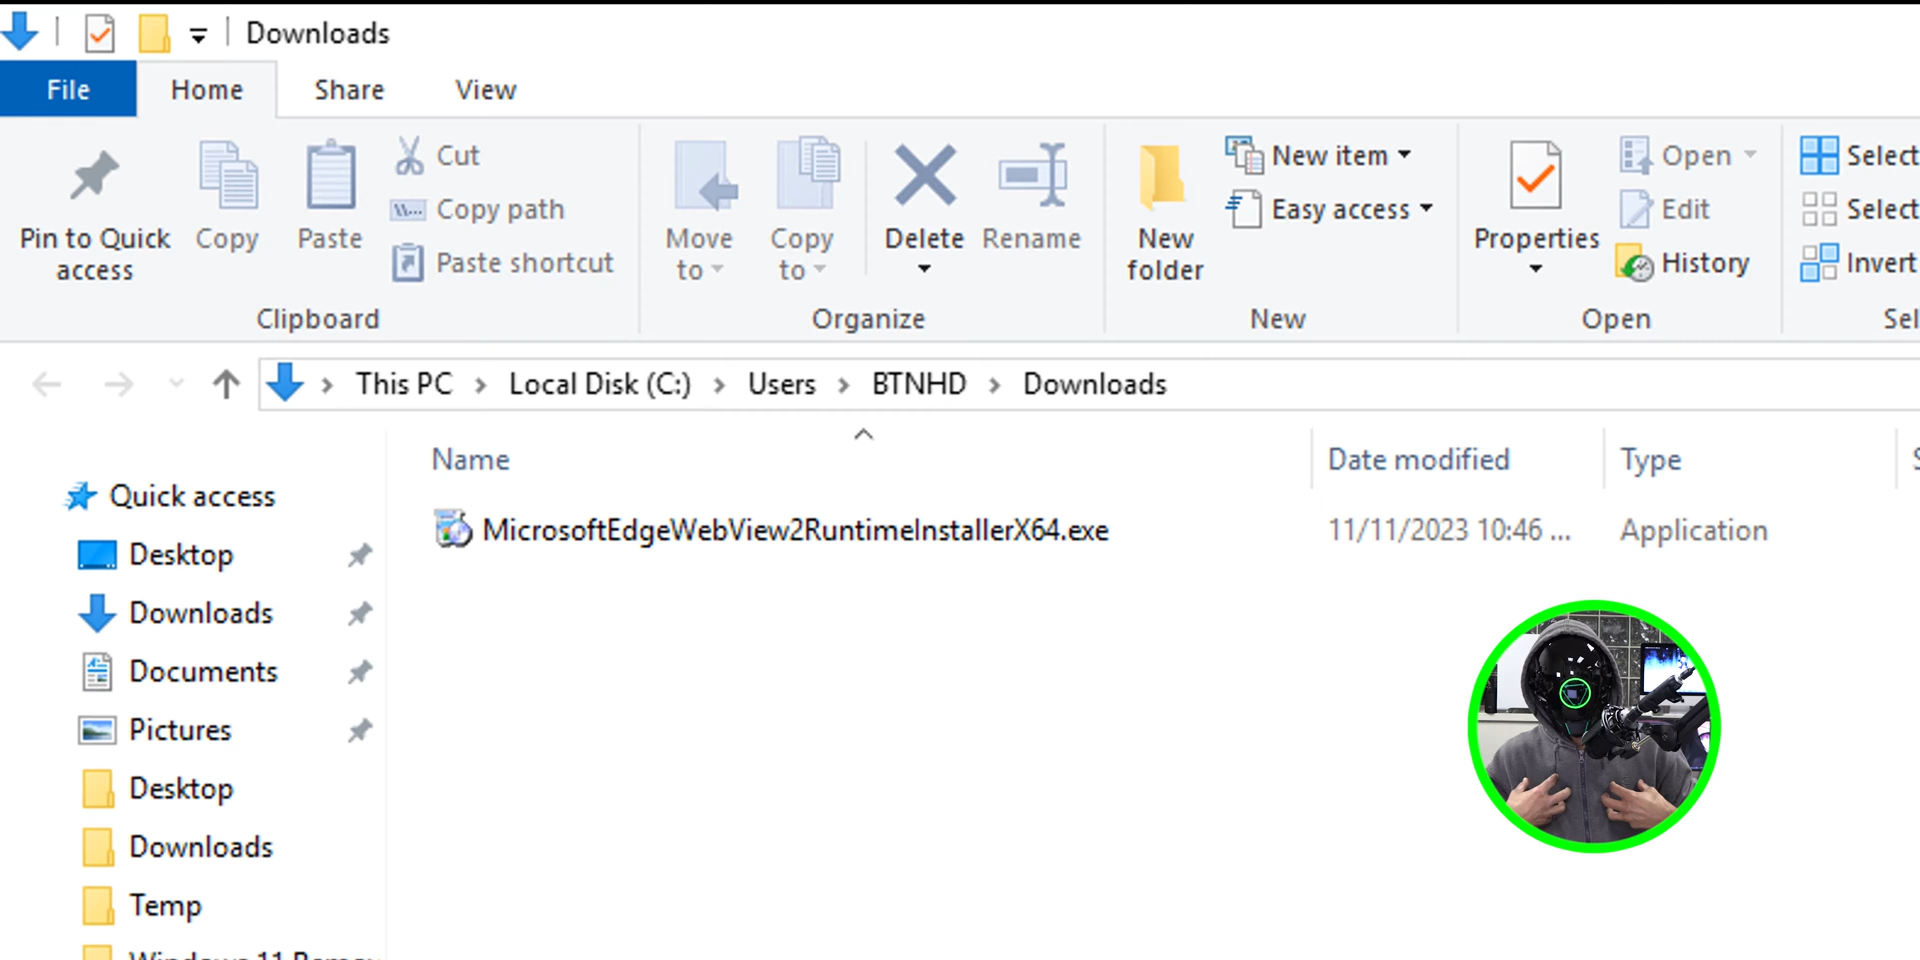 Downloads
File Home Share View
Pin to Quick access
Copy
Paste
Cut
Copy path
Paste shortcut
Clipboard
Move to
Copy to
Delete
Rename
Organize
New folder
New item
Easy access
New
Properties
Open
Edit
History
Open
Select
Select
Invert
Sel
This PC > Local Disk (C:) > Users > BTNHD > Downloads
Name Date modified Type
MicrosoftEdgeWebView2RuntimeInstallerX64.exe 11/11/2023 10:46 ... Application
Quick access
Desktop
Downloads
Documents
Pictures
Desktop
Downloads
Temp
Windows 11